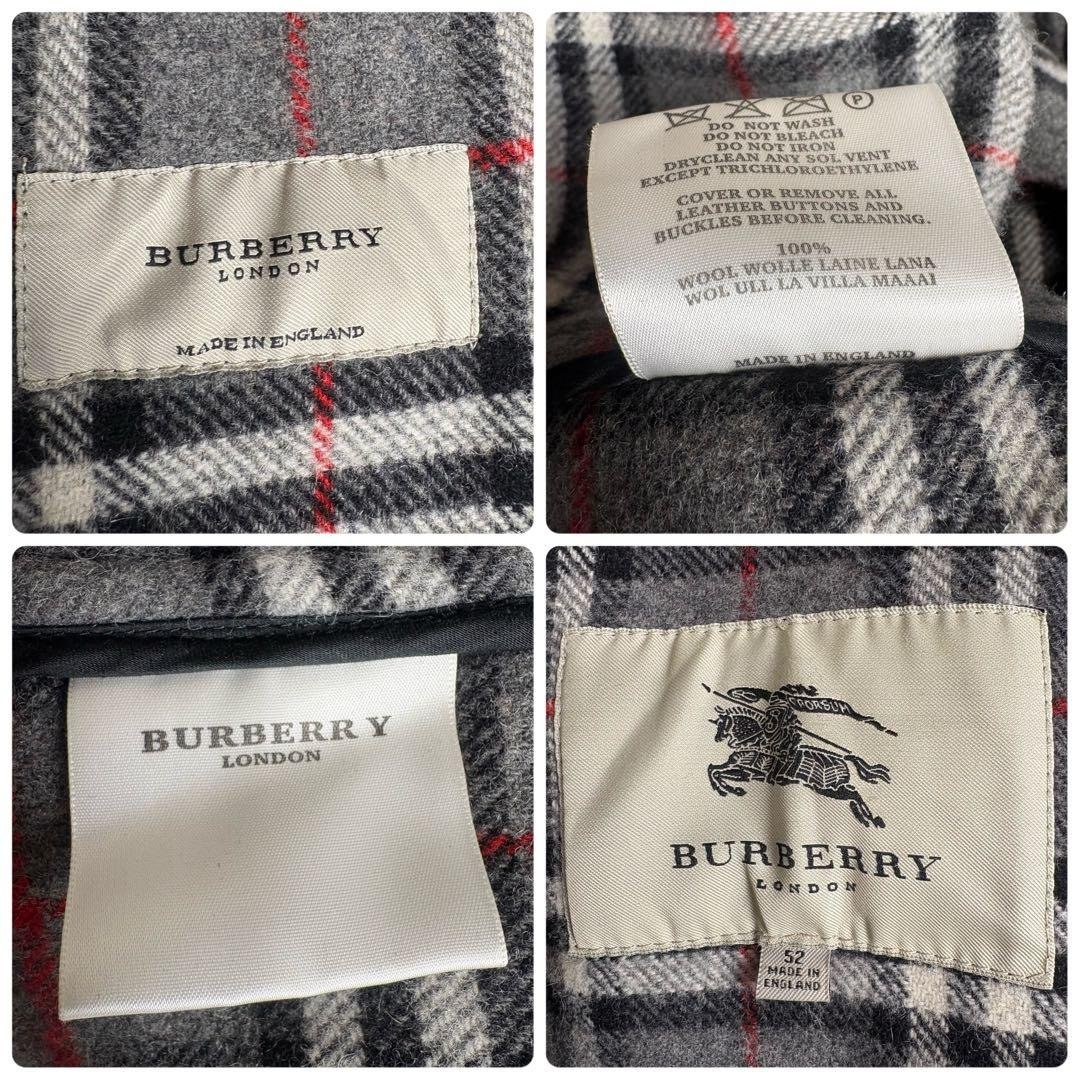 BURBERRY
LONDON
MADE IN ENGLAND
P
DO NOT WASH
DO NOT BLEACH
DO NOT IRON
DRYCLEAN ANY SOL VENT
EXCEPT TRICHLOROETHYLENE
COVER OR REMOVE ALL
LEATHER BUTTONS AND
BUCKLES BEFORE CLEANING.
100%
WOOL WOLLE LAINE LANA
WOL ULL LA VILLA MAAAI
MADE IN ENGLAND
BURBERRY
LONDON
PORSUM
BURBERRY
LONDON
52
MADE IN
ENGLAND